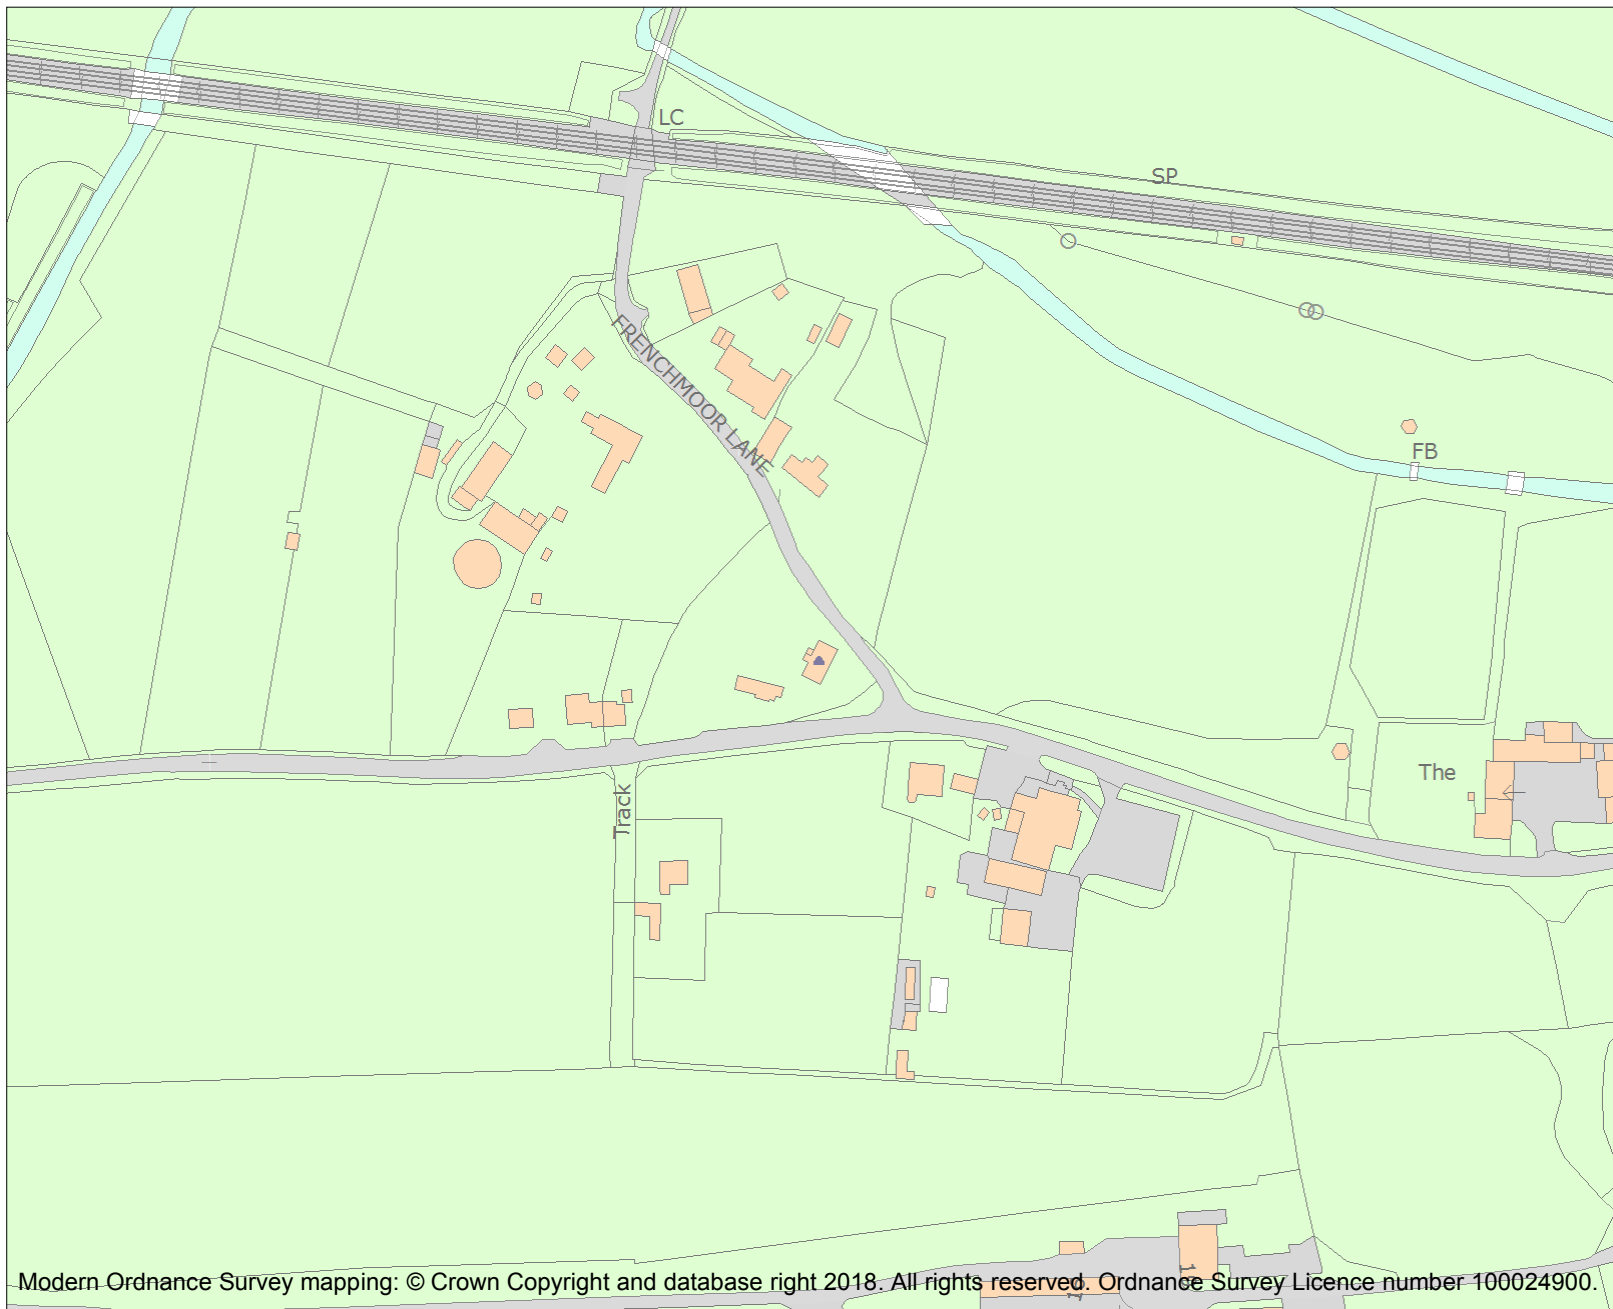 LC
SP
FRENCHMOOR LANE
FB
The
Track
Modern Ordnance Survey mapping: © Crown Copyright and database right 2018. All rights reserved. Ordnance Survey Licence number 100024900.